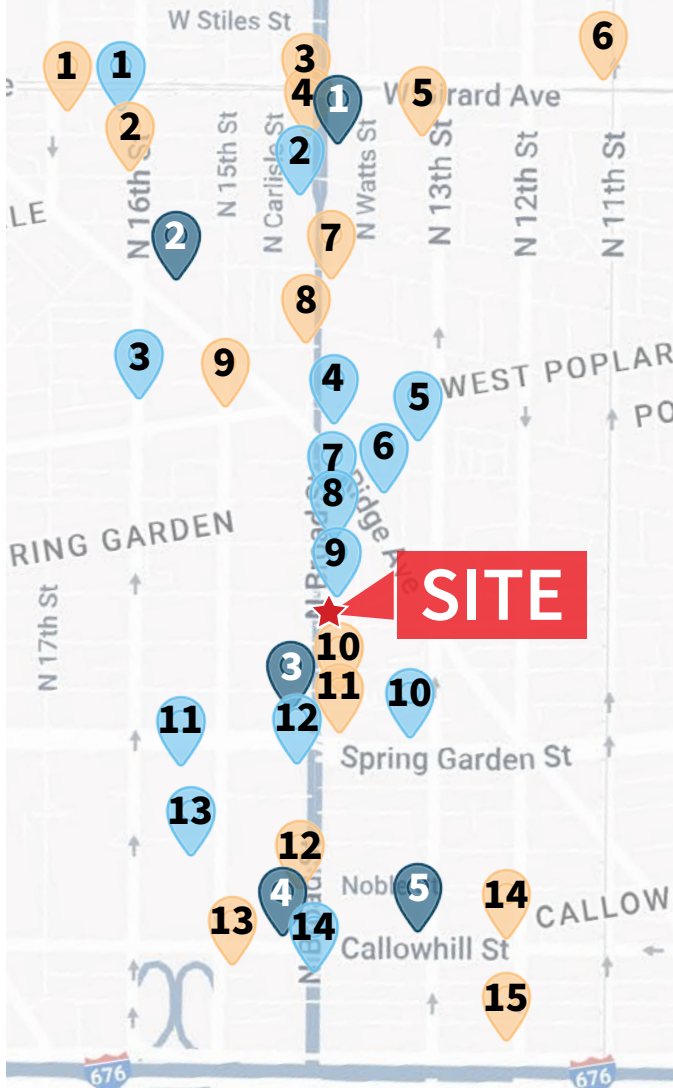 W Stiles St
6
3
1
1
4
1
W Girard Ave
5
2
2
N 16th St
N 15th St
N Carlisle St
N Watts St
N 13th St
N 12th St
N 11th St
LE
2
7
8
3
9
4
5
WEST POPLAR
PO
6
7
8
Ridge Ave
N Broad St
RING GARDEN
9
SITE
N 17th St
10
3
11
10
11
12
Spring Garden St
13
12
4
Noble St
5
14
CALLOW
13
14
Callowhill St
15
676
676